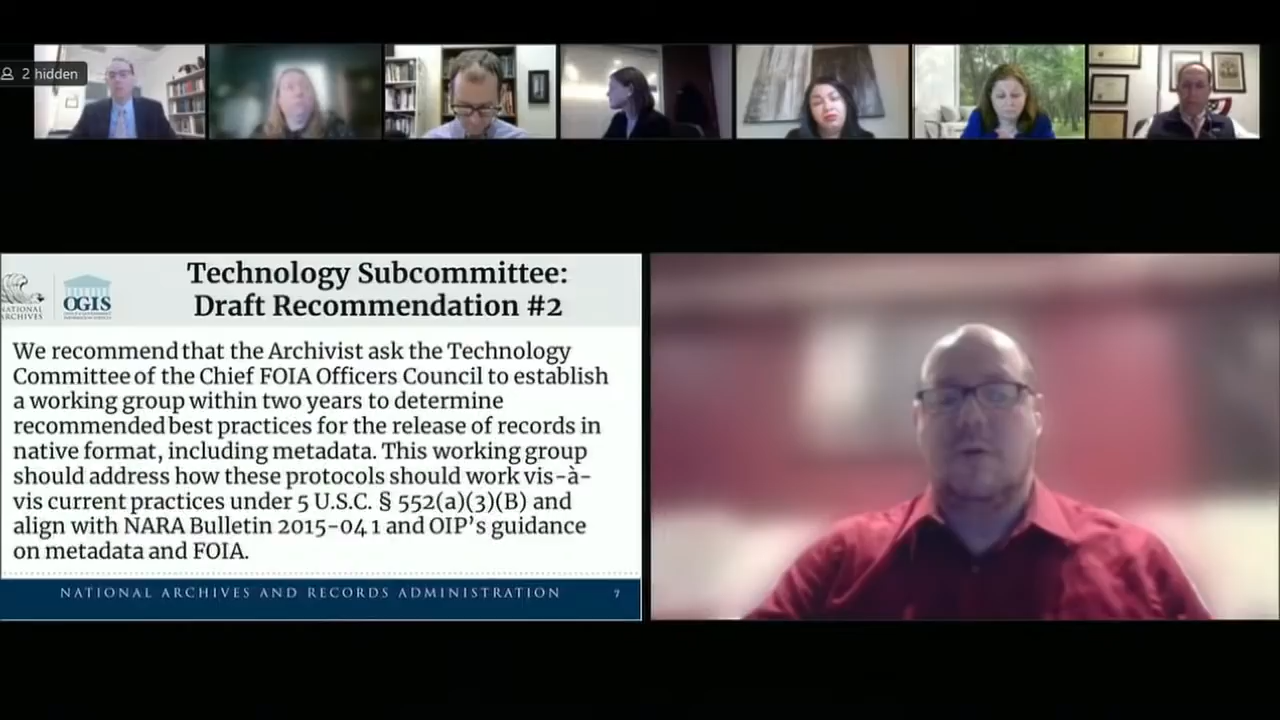 2 hidden
Technology Subcommittee:
Draft Recommendation #2
NATIONAL
ARCHIVES
OGIS
We recommend that the Archivist ask the Technology
Committee of the Chief FOIA Officers Council to establish
a working group within two years to determine
recommended best practices for the release of records in
native format, including metadata. This working group
should address how these protocols should work vis-à-
vis current practices under 5 U.S.C. § 552(a)(3)(B) and
align with NARA Bulletin 2015-04 1 and OIP’s guidance
on metadata and FOIA.
NATIONAL ARCHIVES AND RECORDS ADMINISTRATION
7